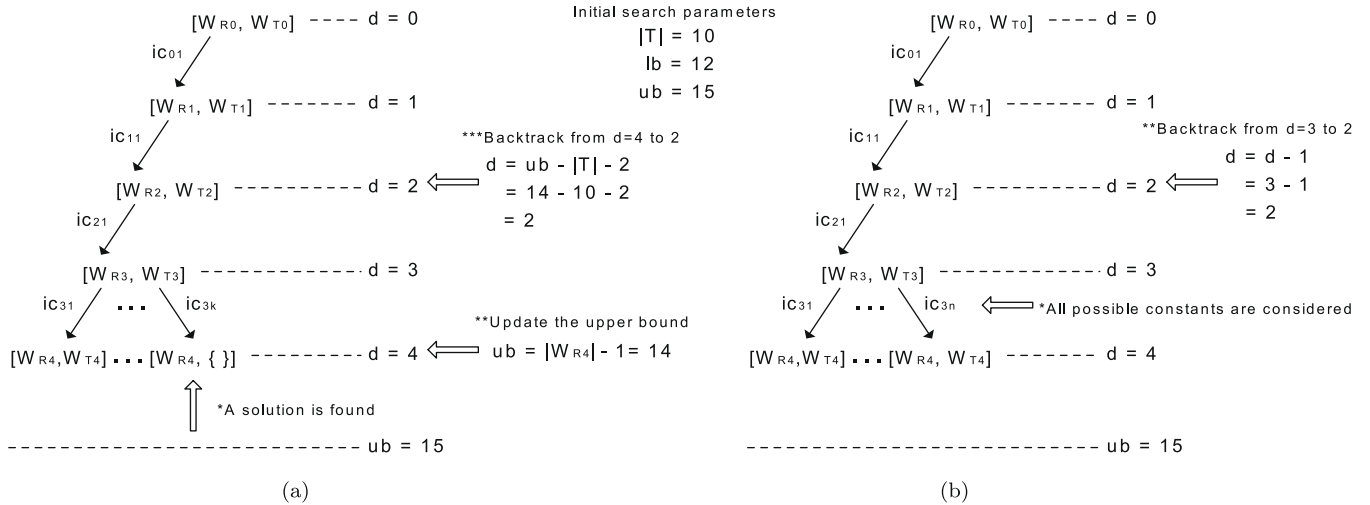 [W R0, W T0] ------ d = 0
ic01
[W R1, W T1] ------- d = 1
ic11
***Backtrack from d=4 to 2
d = ub - |T| - 2
[W R2, W T2] ---------- d = 2
= 14 - 10 - 2
= 2
ic21
[W R3, W T3] ------------- d = 3
ic31 ... ic3k
**Update the upper bound
[W R4,W T4] ... [W R4, { }] --------- d = 4
ub = |W R4| - 1= 14
*A solution is found
---------------------------- ub = 15
(a)
Initial search parameters
|T| = 10
lb = 12
ub = 15
[W R0, W T0] ---- d = 0
ic01
[W R1, W T1] ------- d = 1
ic11
**Backtrack from d=3 to 2
d = d - 1
[W R2, W T2] ---------- d = 2
= 3 - 1
= 2
ic21
[W R3, W T3] ------------- d = 3
ic31 ... ic3n
*All possible constants are considered
[W R4,W T4] ... [W R4, W T4] -------- d = 4
---------------------------- ub = 15
(b)